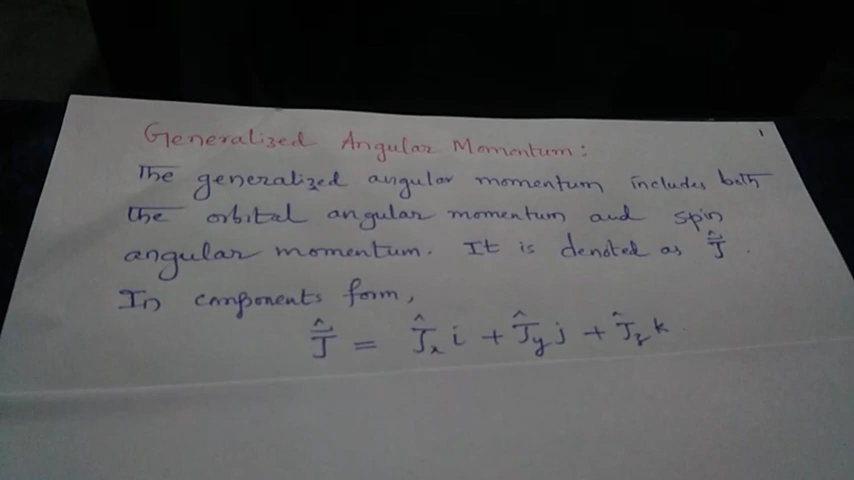 1
Generalized Angular Momentum:
The generalized angular momentum includes both
the orbital angular momentum and spin
angular momentum. It is denoted as Ĵ.
In components form,
Ĵ = Ĵₓ i + Ĵy j + Ĵz k.